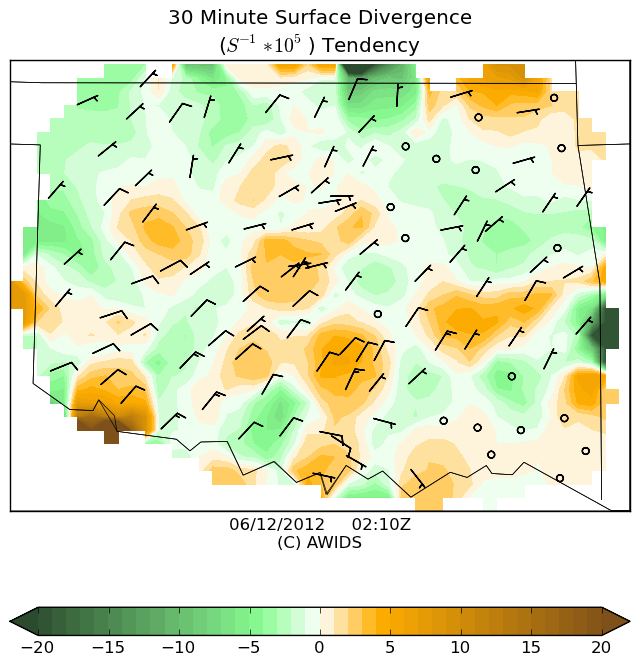 30 Minute Surface Divergence
(S⁻¹ * 10⁵ ) Tendency
06/12/2012 02:10Z
(C) AWIDS
−20 −15 −10 −5 0 5 10 15 20